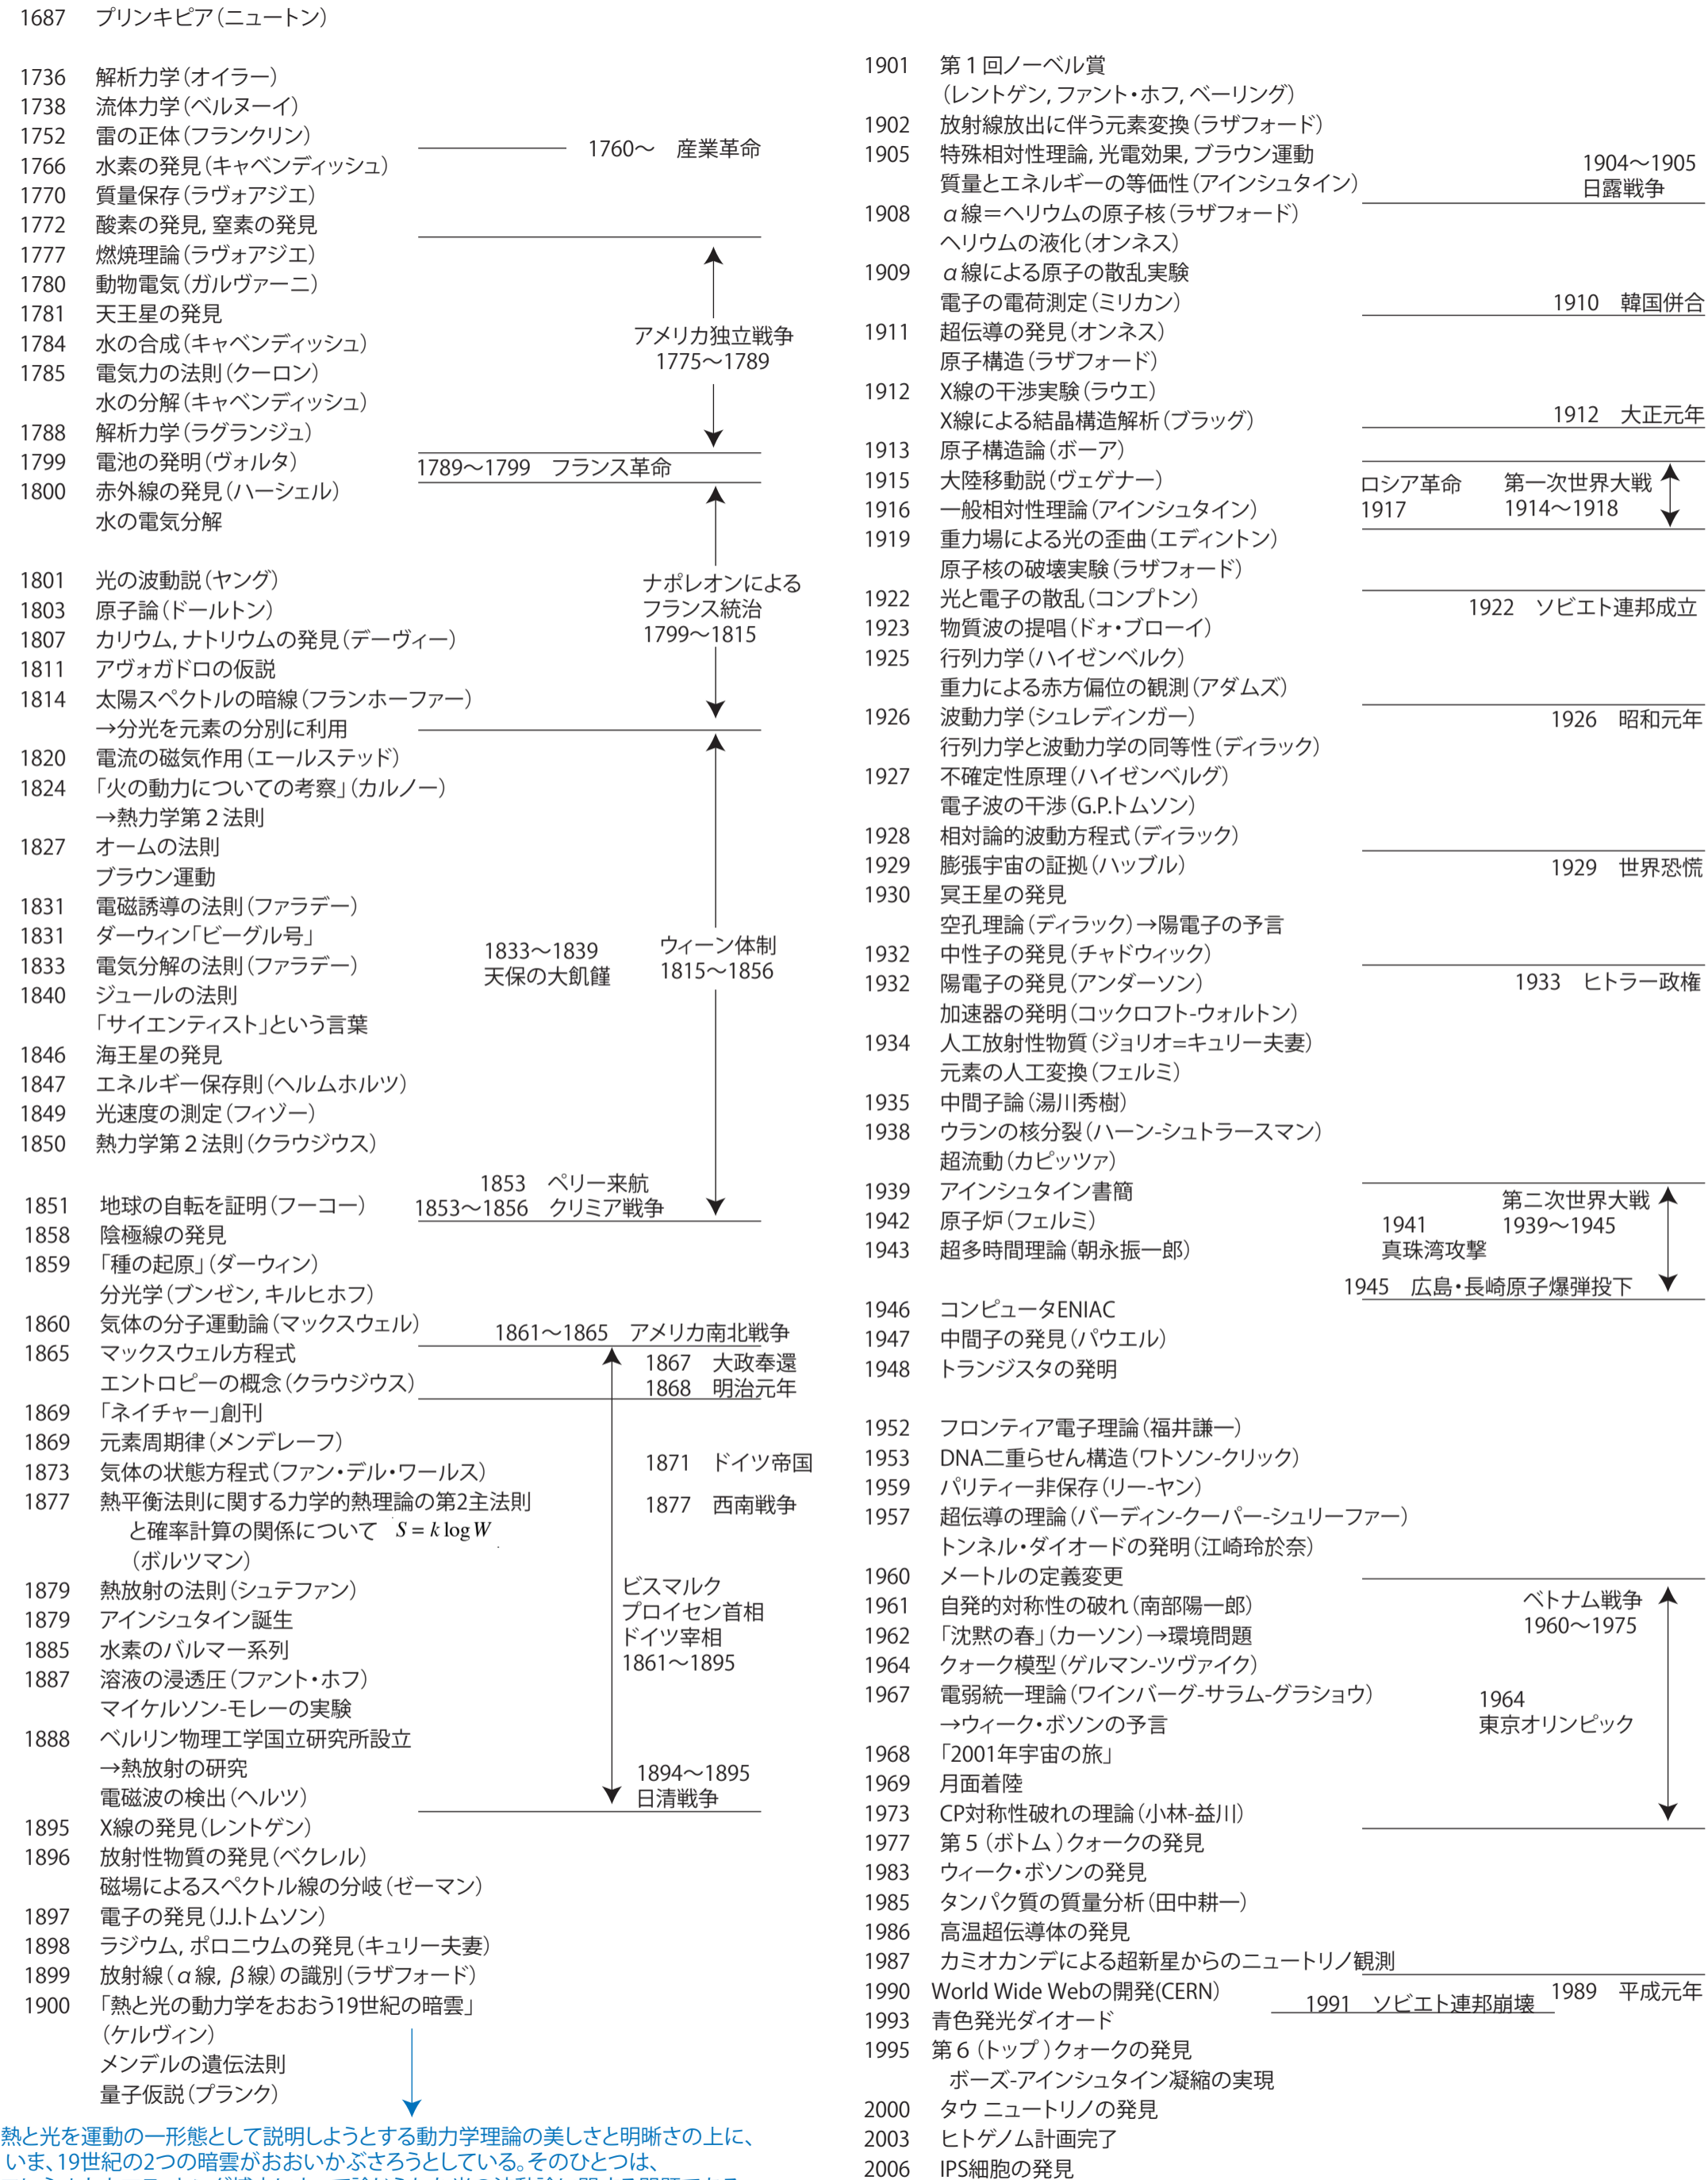 1687 プリンキピア(ニュートン)
1736 解析力学(オイラー)
1738 流体力学(ベルヌーイ)
1752 雷の正体(フランクリン)
1760〜 産業革命
1766 水素の発見(キャベンディッシュ)
1770 質量保存(ラヴォアジエ)
1772 酸素の発見, 窒素の発見
1777 燃焼理論(ラヴォアジエ)
1780 動物電気(ガルヴァーニ)
1781 天王星の発見
1784 水の合成(キャベンディッシュ)
アメリカ独立戦争
1775〜1789
1785 電気力の法則(クーロン)
水の分解(キャベンディッシュ)
1788 解析力学(ラグランジュ)
1799 電池の発明(ヴォルタ)
1789〜1799 フランス革命
1800 赤外線の発見(ハーシェル)
水の電気分解
1801 光の波動説(ヤング)
1803 原子論(ドールトン)
1807 カリウム, ナトリウムの発見(デーヴィー)
ナポレオンによる
フランス統治
1799〜1815
1811 アヴォガドロの仮説
1814 太陽スペクトルの暗線(フランホーファー)
→分光を元素の分別に利用
1820 電流の磁気作用(エールステッド)
1824 「火の動力についての考察」(カルノー)
→熱力学第2法則
1827 オームの法則
ブラウン運動
1831 電磁誘導の法則(ファラデー)
1831 ダーウィン「ビーグル号」
1833 電気分解の法則(ファラデー)
1833〜1839
天保の大飢饉
ウィーン体制
1815〜1856
1840 ジュールの法則
「サイエンティスト」という言葉
1846 海王星の発見
1847 エネルギー保存則(ヘルムホルツ)
1849 光速度の測定(フィゾー)
1850 熱力学第2法則(クラウジウス)
1853 ペリー来航
1853〜1856 クリミア戦争
1851 地球の自転を証明(フーコー)
1858 陰極線の発見
1859 「種の起原」(ダーウィン)
分光学(ブンゼン, キルヒホフ)
1860 気体の分子運動論(マックスウェル)
1861〜1865 アメリカ南北戦争
1865 マックスウェル方程式
エントロピーの概念(クラウジウス)
1867 大政奉還
1868 明治元年
1869 「ネイチャー」創刊
1869 元素周期律(メンデレーフ)
1873 気体の状態方程式(ファン・デル・ワールス)
1871 ドイツ帝国
1877 熱平衡法則に関する力学的熱理論の第2主法則
と確率計算の関係について S = k log W
(ボルツマン)
1877 西南戦争
1879 熱放射の法則(シュテファン)
1879 アインシュタイン誕生
1885 水素のバルマー系列
ビスマルク
プロイセン首相
ドイツ宰相
1861〜1895
1887 溶液の浸透圧(ファント・ホフ)
マイケルソン-モレーの実験
1888 ベルリン物理工学国立研究所設立
→熱放射の研究
電磁波の検出(ヘルツ)
1894〜1895
日清戦争
1895 X線の発見(レントゲン)
1896 放射性物質の発見(ベクレル)
磁場によるスペクトル線の分岐(ゼーマン)
1897 電子の発見(J.J.トムソン)
1898 ラジウム, ポロニウムの発見(キュリー夫妻)
1899 放射線(α線, β線)の識別(ラザフォード)
1900 「熱と光の動力学をおおう19世紀の暗雲」
(ケルヴィン)
メンデルの遺伝法則
量子仮説(プランク)
熱と光を運動の一形態として説明しようとする動力学理論の美しさと明晰さの上に、
いま、19世紀の2つの暗雲がおおいかぶさろうとしている。そのひとつは、
1901 第1回ノーベル賞
(レントゲン, ファント・ホフ, ベーリング)
1902 放射線放出に伴う元素変換(ラザフォード)
1905 特殊相対性理論, 光電効果, ブラウン運動
質量とエネルギーの等価性(アインシュタイン)
1904〜1905
日露戦争
1908 α線=ヘリウムの原子核(ラザフォード)
ヘリウムの液化(オンネス)
1909 α線による原子の散乱実験
電子の電荷測定(ミリカン)
1910 韓国併合
1911 超伝導の発見(オンネス)
原子構造(ラザフォード)
1912 X線の干渉実験(ラウエ)
X線による結晶構造解析(ブラッグ)
1912 大正元年
1913 原子構造論(ボーア)
1915 大陸移動説(ヴェゲナー)
1916 一般相対性理論(アインシュタイン)
ロシア革命
1917
第一次世界大戦
1914〜1918
1919 重力場による光の歪曲(エディントン)
原子核の破壊実験(ラザフォード)
1922 光と電子の散乱(コンプトン)
1922 ソビエト連邦成立
1923 物質波の提唱(ドォ・ブローイ)
1925 行列力学(ハイゼンベルク)
重力による赤方偏位の観測(アダムズ)
1926 波動力学(シュレディンガー)
1926 昭和元年
行列力学と波動力学の同等性(ディラック)
1927 不確定性原理(ハイゼンベルグ)
電子波の干渉(G.P.トムソン)
1928 相対論的波動方程式(ディラック)
1929 膨張宇宙の証拠(ハッブル)
1929 世界恐慌
1930 冥王星の発見
空孔理論(ディラック)→陽電子の予言
1932 中性子の発見(チャドウィック)
1932 陽電子の発見(アンダーソン)
1933 ヒトラー政権
加速器の発明(コックロフト-ウォルトン)
1934 人工放射性物質(ジョリオ=キュリー夫妻)
元素の人工変換(フェルミ)
1935 中間子論(湯川秀樹)
1938 ウランの核分裂(ハーン-シュトラースマン)
超流動(カピッツァ)
1939 アインシュタイン書簡
1942 原子炉(フェルミ)
1943 超多時間理論(朝永振一郎)
第二次世界大戦
1939〜1945
1941
真珠湾攻撃
1945 広島・長崎原子爆弾投下
1946 コンピュータENIAC
1947 中間子の発見(パウエル)
1948 トランジスタの発明
1952 フロンティア電子理論(福井謙一)
1953 DNA二重らせん構造(ワトソン-クリック)
1959 パリティー非保存(リー-ヤン)
1957 超伝導の理論(バーディン-クーパー-シュリーファー)
トンネル・ダイオードの発明(江崎玲於奈)
1960 メートルの定義変更
1961 自発的対称性の破れ(南部陽一郎)
ベトナム戦争
1960〜1975
1962 「沈黙の春」(カーソン)→環境問題
1964 クォーク模型(ゲルマン-ツヴァイク)
1967 電弱統一理論(ワインバーグ-サラム-グラショウ)
→ウィーク・ボソンの予言
1964
東京オリンピック
1968 「2001年宇宙の旅」
1969 月面着陸
1973 CP対称性破れの理論(小林-益川)
1977 第5(ボトム)クォークの発見
1983 ウィーク・ボソンの発見
1985 タンパク質の質量分析(田中耕一)
1986 高温超伝導体の発見
1987 カミオカンデによる超新星からのニュートリノ観測
1990 World Wide Webの開発(CERN)
1989 平成元年
1991 ソビエト連邦崩壊
1993 青色発光ダイオード
1995 第6(トップ)クォークの発見
ボーズ-アインシュタイン凝縮の実現
2000 タウ ニュートリノの発見
2003 ヒトゲノム計画完了
2006 IPS細胞の発見